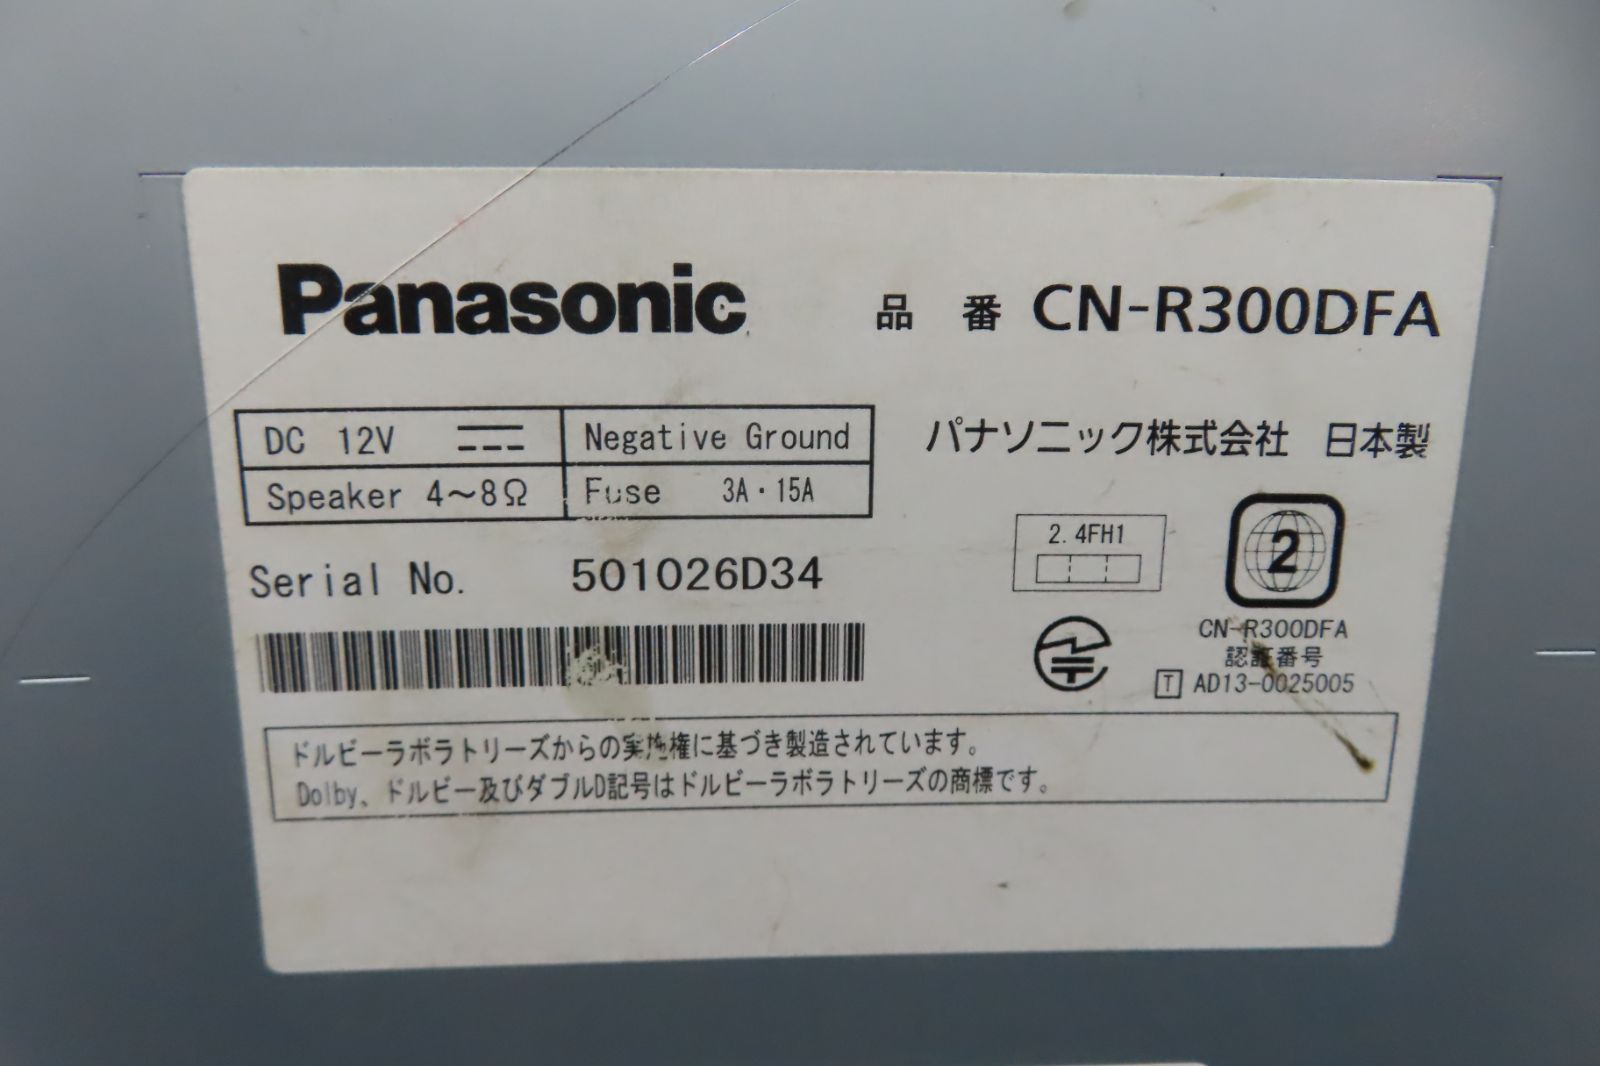 Panasonic 品番 CN-R300DFA
DC 12V Negative Ground
Speaker 4〜8Ω Fuse 3A・15A
パナソニック株式会社 日本製
Serial No. 501026D34
2.4FH1
2
CN-R300DFA
認証番号
T AD13-0025005
ドルビーラボラトリーズからの実施権に基づき製造されています。
Dolby、ドルビー及びダブルD記号はドルビーラボラトリーズの商標です。